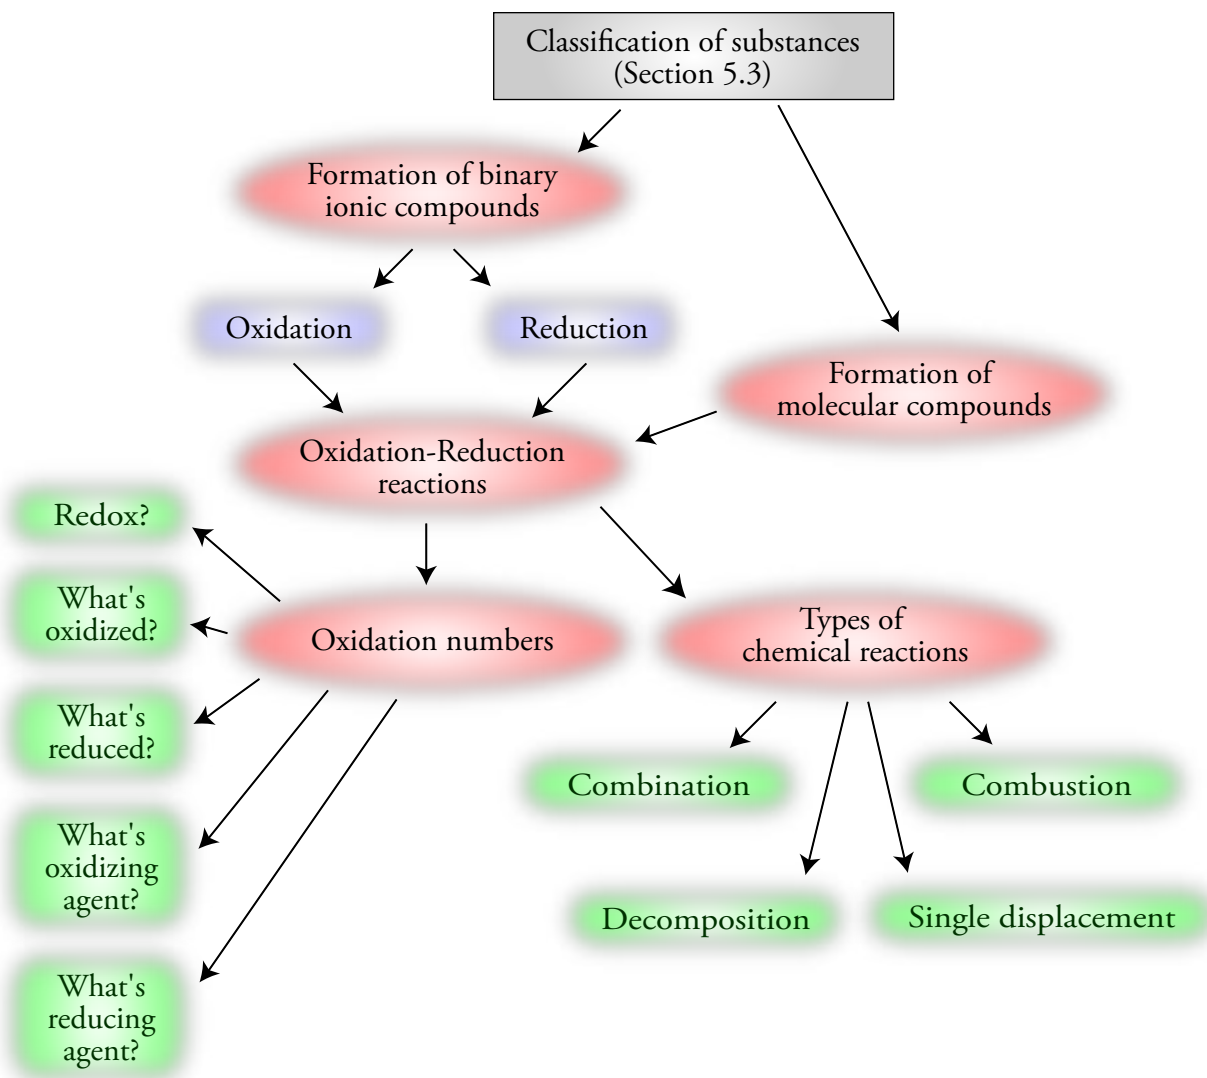 Classification of substances
(Section 5.3)
Formation of binary
ionic compounds
Oxidation
Reduction
Formation of
molecular compounds
Oxidation-Reduction
reactions
Redox?
What's
oxidized?
What's
reduced?
What's
oxidizing
agent?
What's
reducing
agent?
Oxidation numbers
Types of
chemical reactions
Combination
Combustion
Decomposition
Single displacement